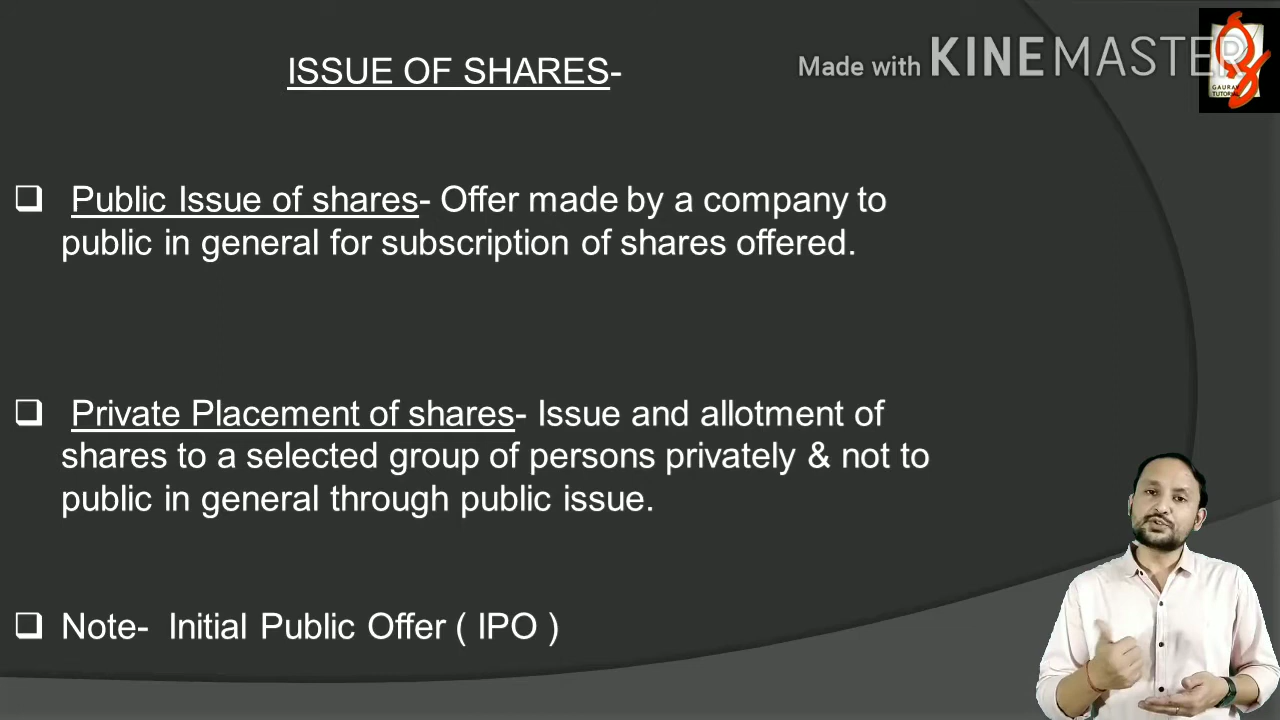 ISSUE OF SHARES-
Made with KINEMASTER
GAURAV
TUTORIAL
❑ Public Issue of shares- Offer made by a company to
public in general for subscription of shares offered.
❑ Private Placement of shares- Issue and allotment of
shares to a selected group of persons privately & not to
public in general through public issue.
❑ Note- Initial Public Offer ( IPO )